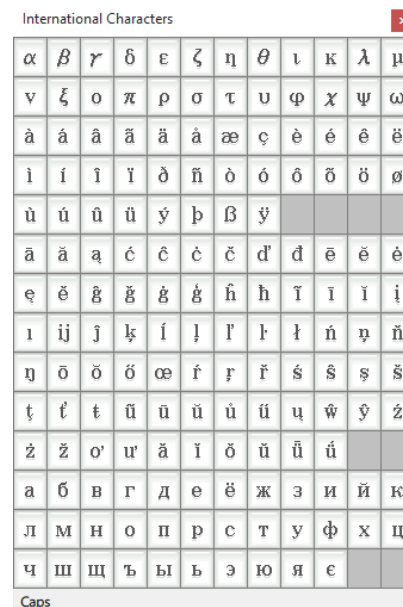 International Characters
α β γ δ ε ζ η θ ι κ λ μ
ν ξ ο π ρ σ τ υ φ χ ψ ω
à á â ã ä å æ ç è é ê ë
ì í î ï ð ñ ò ó ô õ ö ø
ù ú û ü ý þ ß ÿ
ā ă ą ć ĉ ċ č ď đ ē ĕ ė
ę ě ĝ ğ ġ ģ ĥ ħ ĩ ī ĭ į
ı ij ĵ ķ ĺ ļ ľ ŀ ł ń ņ ň
ŋ ō ŏ ő œ ŕ ŗ ř ś ŝ ş š
ţ ť ŧ ũ ū ŭ ů ű ų ŵ ŷ ź
ż ž ơ ư ǎ ǐ ǒ ǔ ǖ ǘ
а б в г д е ё ж з и й к
л м н о п р с т у ф х ц
ч ш щ ъ ы ь э ю я є
Caps